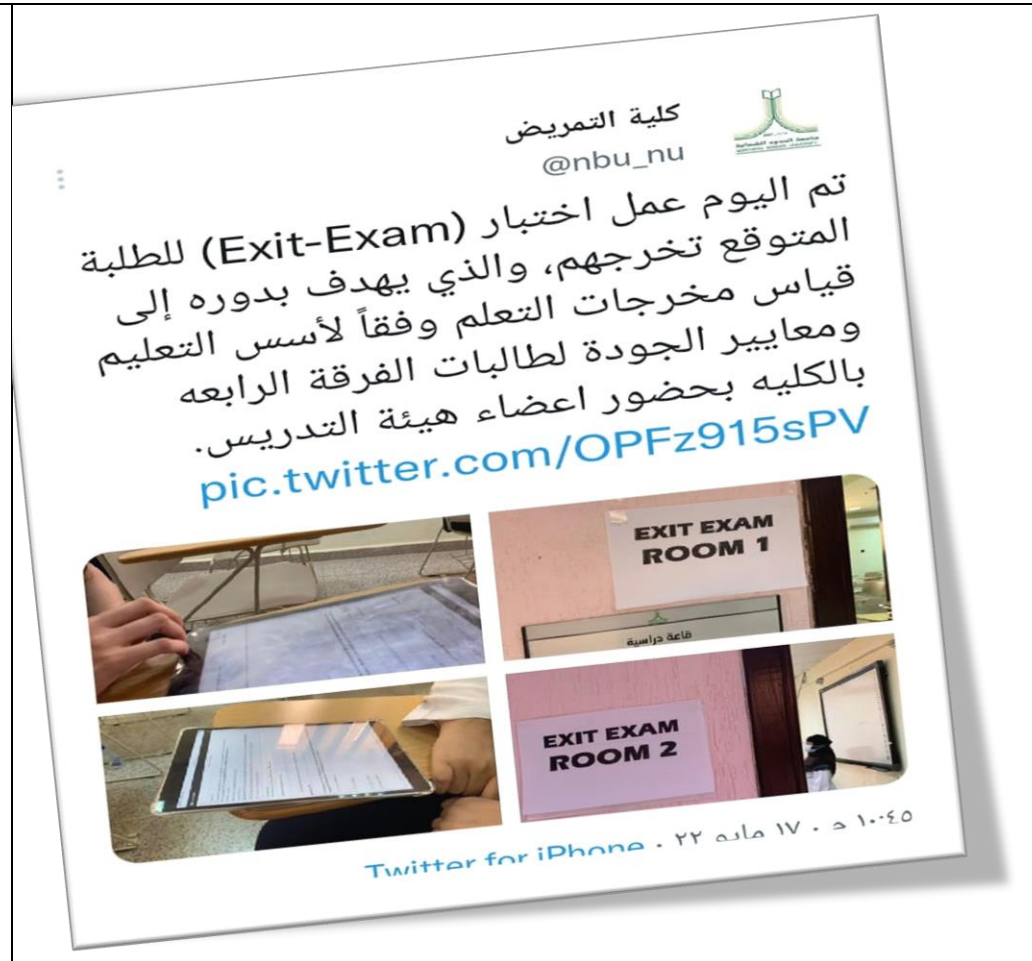 كلية التمريض
@nbu_nu
تم اليوم عمل اختبار (Exit-Exam) للطلبة
المتوقع تخرجهم، والذي يهدف بدوره إلى
قياس مخرجات التعلم وفقاً لأسس التعليم
ومعايير الجودة لطالبات الفرقة الرابعه
بالكليه بحضور اعضاء هيئة التدريس.
pic.twitter.com/OPFz915sPV
EXIT EXAM
ROOM 1
قاعة دراسية
EXIT EXAM
ROOM 2
١٠:٤٥ م · ١٧ مايو ٢٢ · Twitter for iPhone